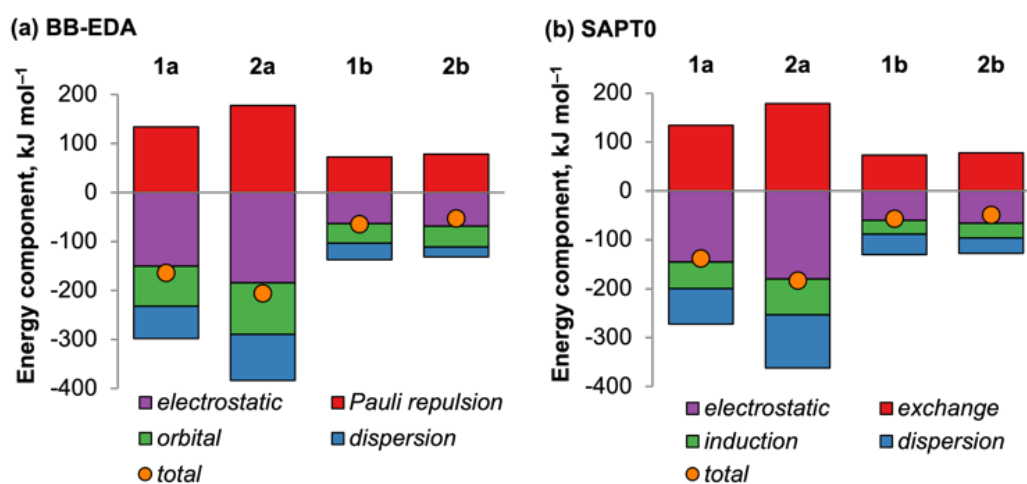 (a) BB-EDA
1a 2a 1b 2b
Energy component, kJ mol⁻¹
200
100
0
-100
-200
-300
-400
electrostatic
Pauli repulsion
orbital
dispersion
total
(b) SAPT0
1a 2a 1b 2b
Energy component, kJ mol⁻¹
200
100
0
-100
-200
-300
-400
electrostatic
exchange
induction
dispersion
total